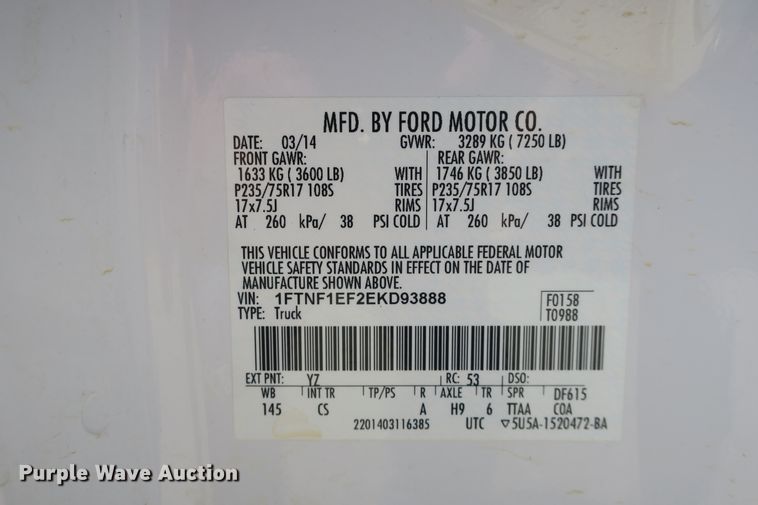 MFD. BY FORD MOTOR CO.
DATE: 03/14 GVWR: 3289 KG ( 7250 LB)
FRONT GAWR: REAR GAWR:
1633 KG ( 3600 LB) WITH 1746 KG ( 3850 LB) WITH
P235/75R17 108S TIRES P235/75R17 108S TIRES
17x7.5J RIMS 17x7.5J RIMS
AT 260 kPa/ 38 PSI COLD AT 260 kPa/ 38 PSI COLD
THIS VEHICLE CONFORMS TO ALL APPLICABLE FEDERAL MOTOR
VEHICLE SAFETY STANDARDS IN EFFECT ON THE DATE OF
MANUFACTURE SHOWN ABOVE.
VIN: 1FTNF1EF2EKD93888 F0158
TYPE: Truck T0988
EXT PNT: YZ RC: 53 DSO:
WB INT TR TP/PS R AXLE TR SPR DF615
145 CS A H9 6 TTAA COA
2201403116385 UTC ▽5U5A-1520472-BA
Purple Wave Auction